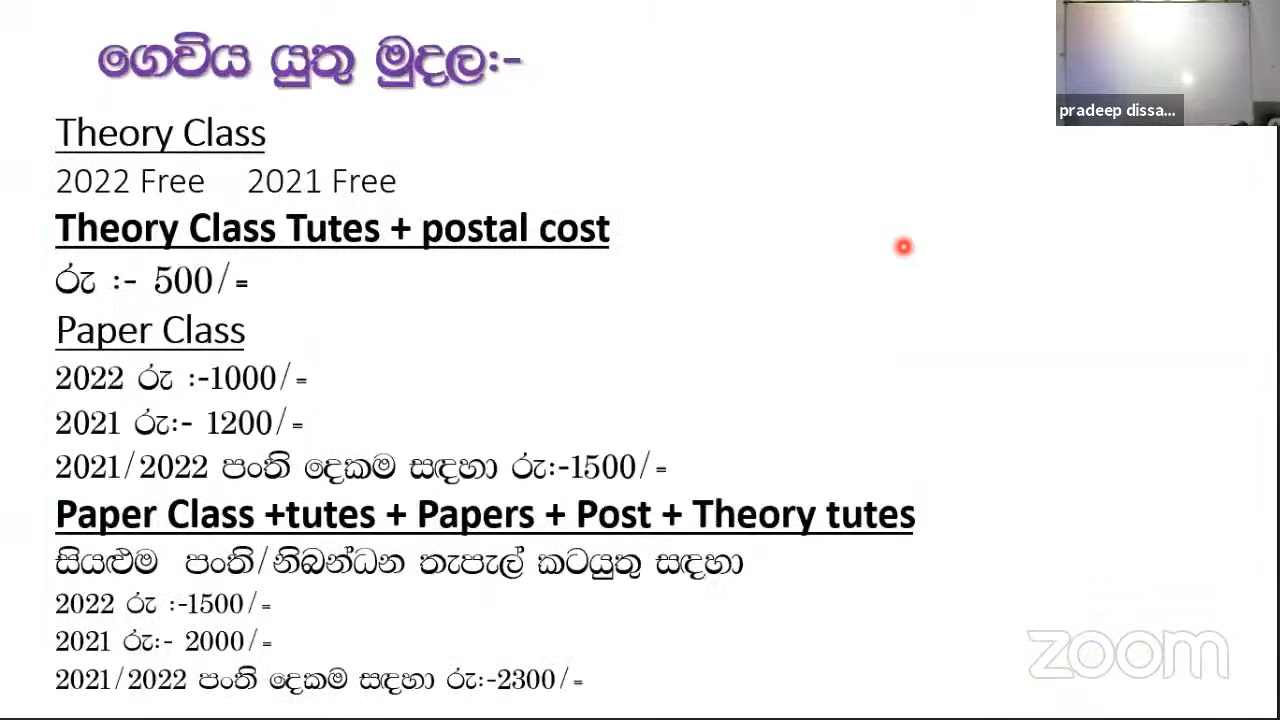 ගෙවිය යුතු මුදල:-
pradeep dissa...
Theory Class
2022 Free 2021 Free
Theory Class Tutes + postal cost
රු :- 500/=
Paper Class
2022 රු :-1000/=
2021 රු:- 1200/=
2021/2022 පංති දෙකම සඳහා රු:-1500/=
Paper Class +tutes + Papers + Post + Theory tutes
සියළුම පංති/නිබන්ධන තැපැල් කටයුතු සඳහා
2022 රු :-1500/=
2021 රු:- 2000/=
2021/2022 පංති දෙකම සඳහා රු:-2300/=
zoom